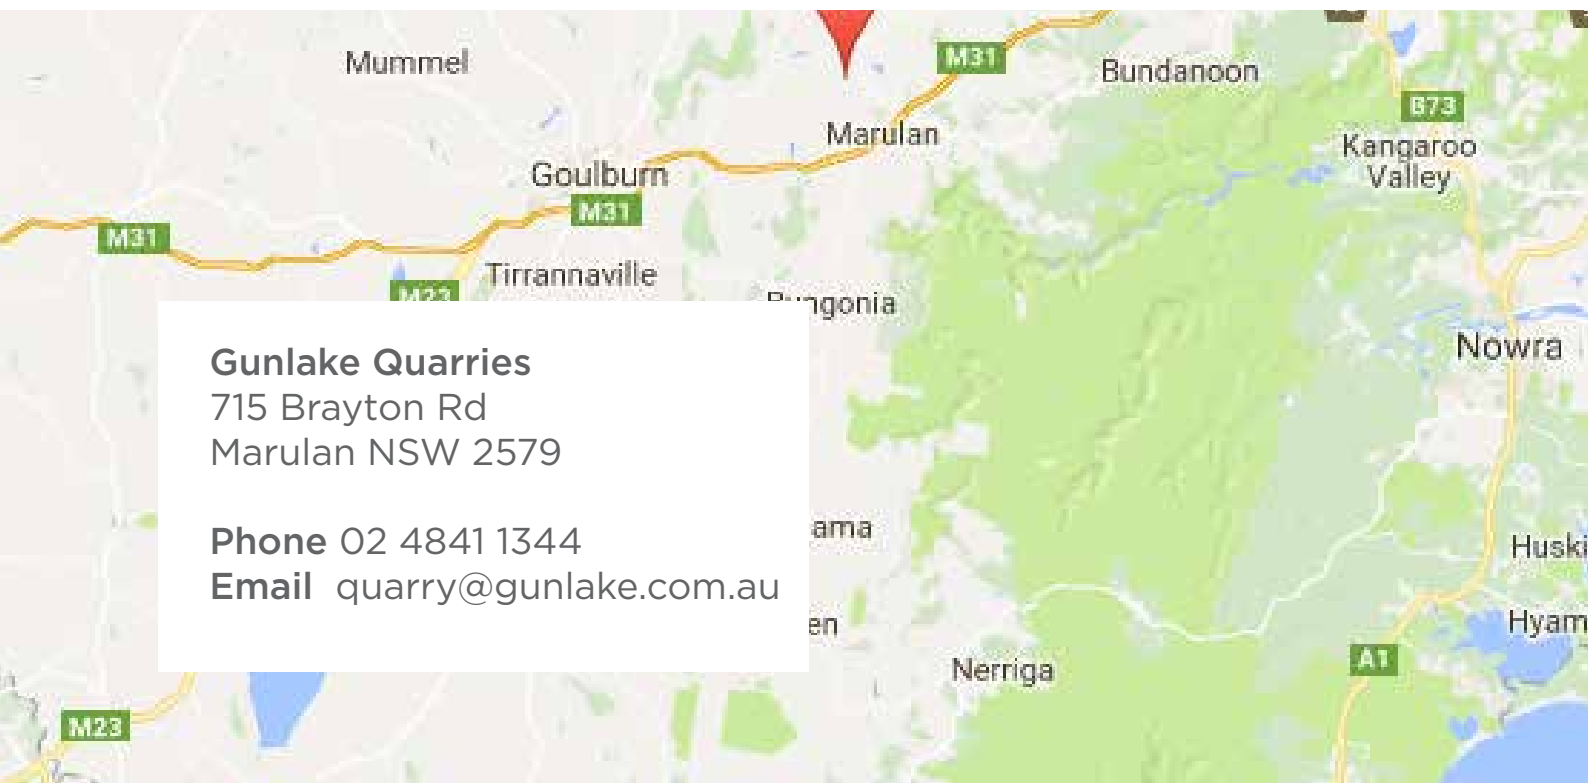 Mummel
M31
Bundanoon
B73
Marulan
Kangaroo
Valley
Goulburn
M31
M31
Tirrannaville
M23
Nowra
Gunlake Quarries
715 Brayton Rd
Marulan NSW 2579
Phone 02 4841 1344
Email quarry@gunlake.com.au
ama
Huski
en
Hyam
Nerriga
A1
M23